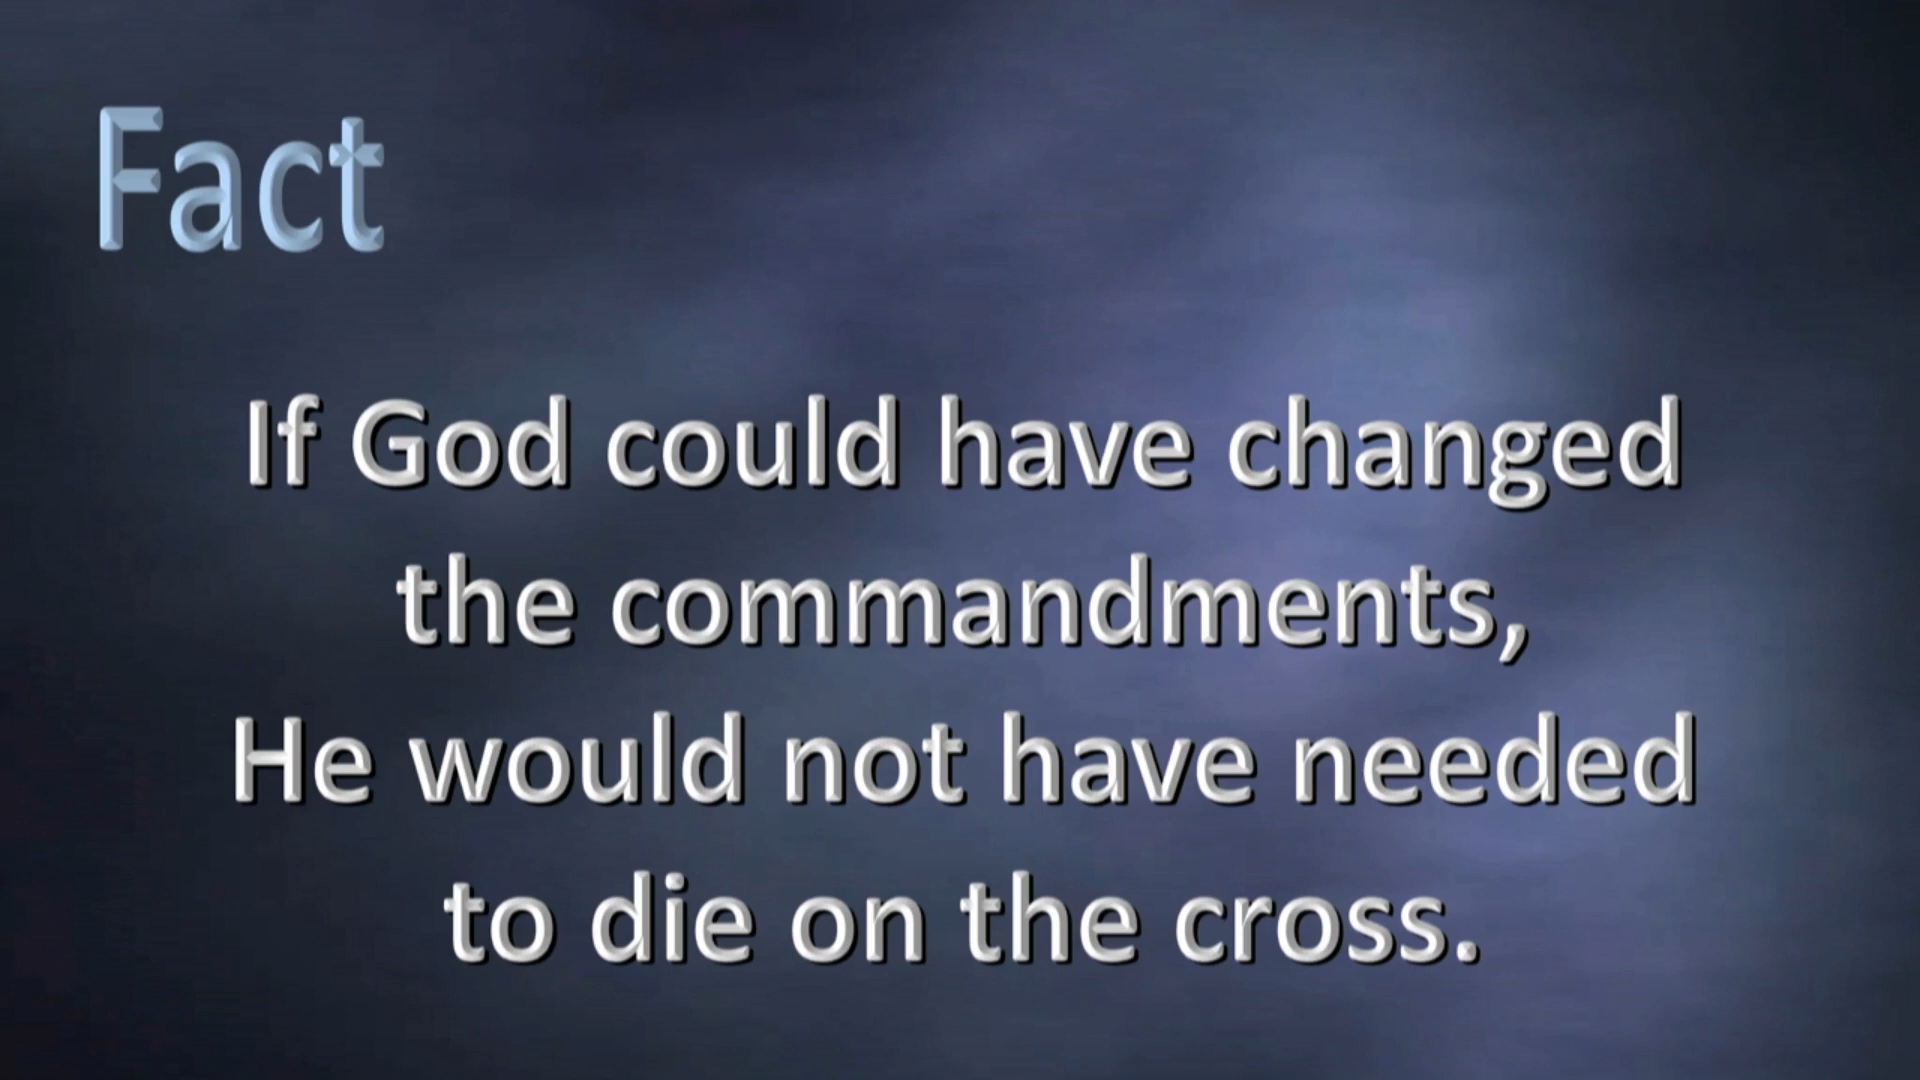 Fact
If God could have changed
the commandments,
He would not have needed
to die on the cross.